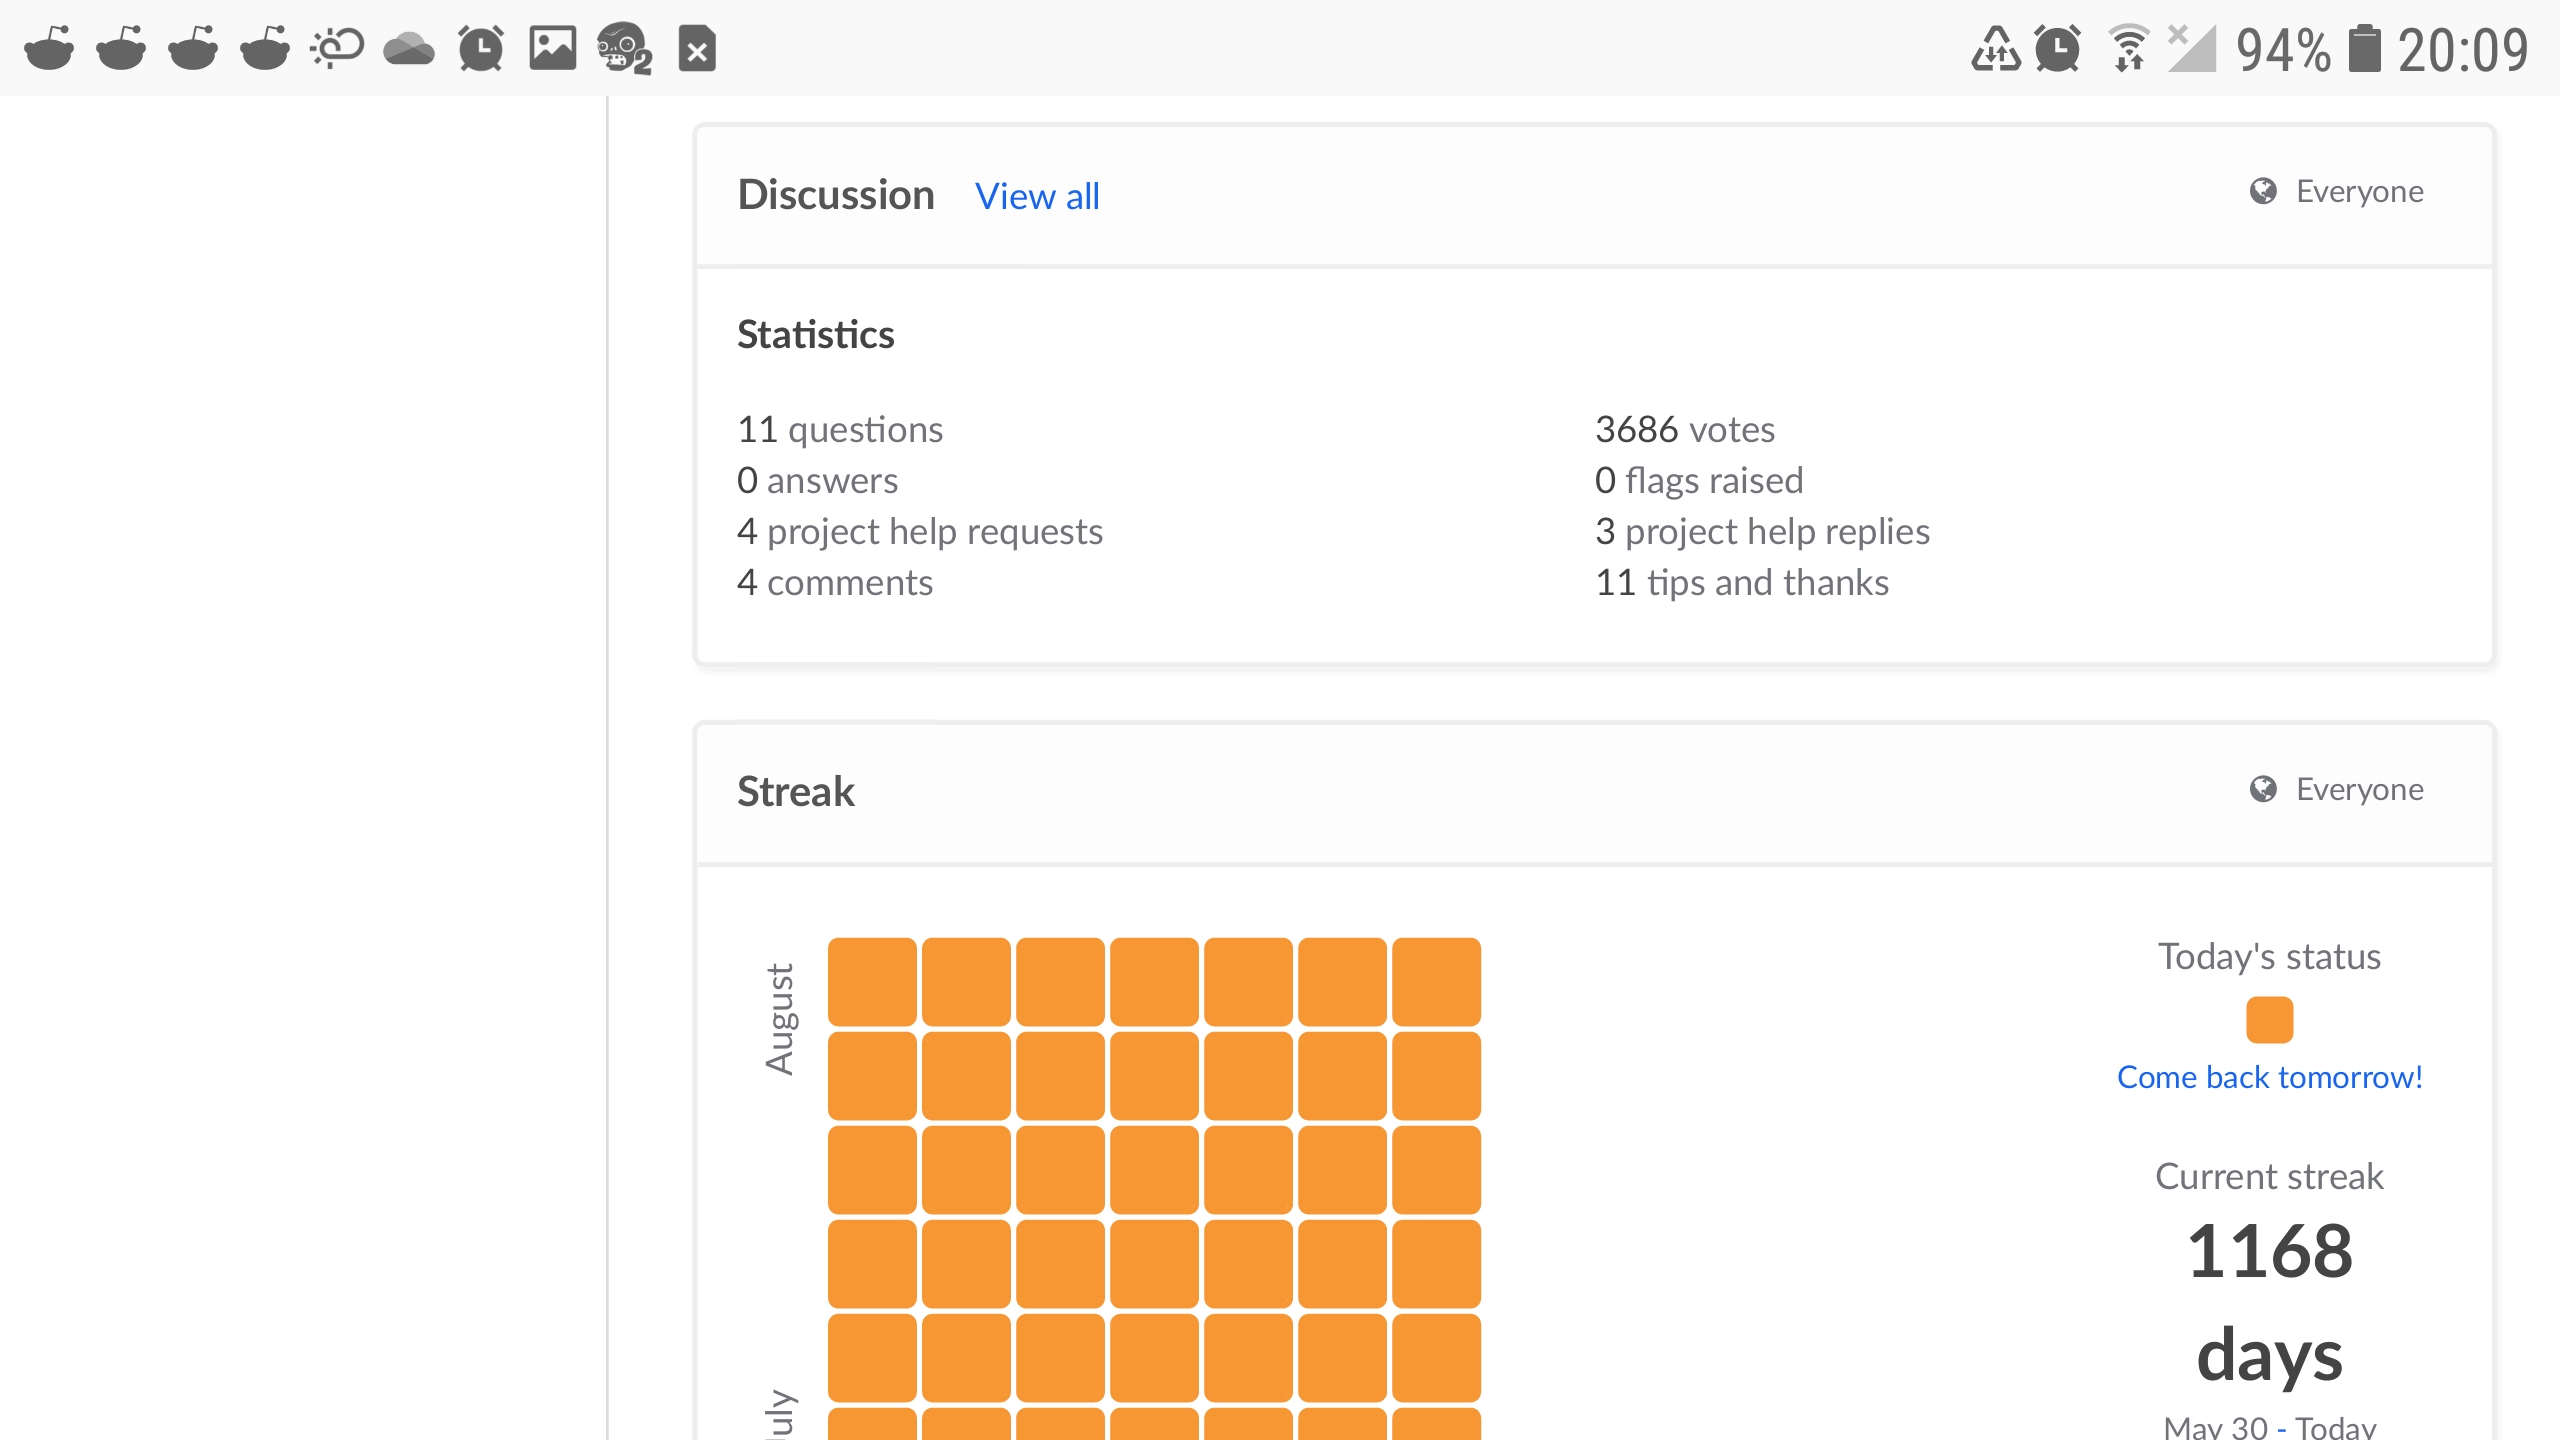 2
94% 20:09
Discussion View all
Everyone
Statistics
11 questions
0 answers
4 project help requests
4 comments
3686 votes
0 flags raised
3 project help replies
11 tips and thanks
Streak
Everyone
August
July
Today's status
Come back tomorrow!
Current streak
1168
days
May 30 - Today